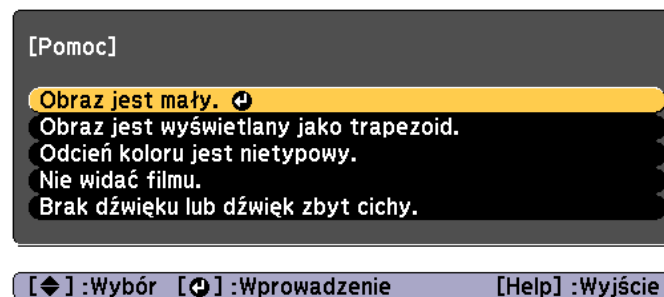 [Pomoc]
Obraz jest mały.
Obraz jest wyświetlany jako trapezoid.
Odcień koloru jest nietypowy.
Nie widać filmu.
Brak dźwięku lub dźwięk zbyt cichy.
[◆] :Wybór [⏎] :Wprowadzenie [Help] :Wyjście